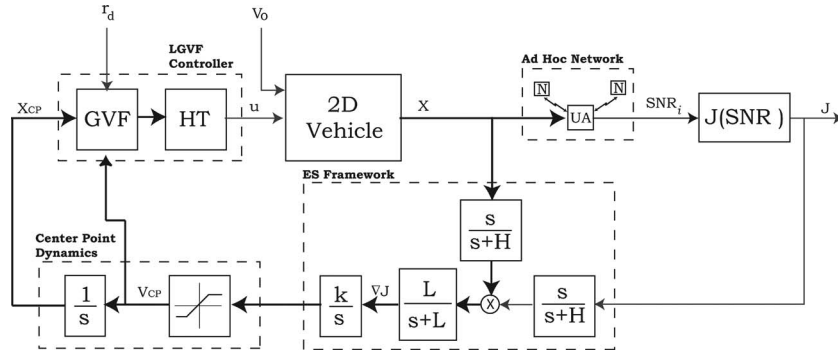 r_d
V_0
LGVF
Controller
Ad Hoc Network
X_CP
GVF
HT
u
2D
Vehicle
X
N
N
UA
SNR_i
J(SNR)
J
ES Framework
s
s+H
Center Point
Dynamics
1
s
V_CP
k
s
∇J
L
s+L
X
s
s+H